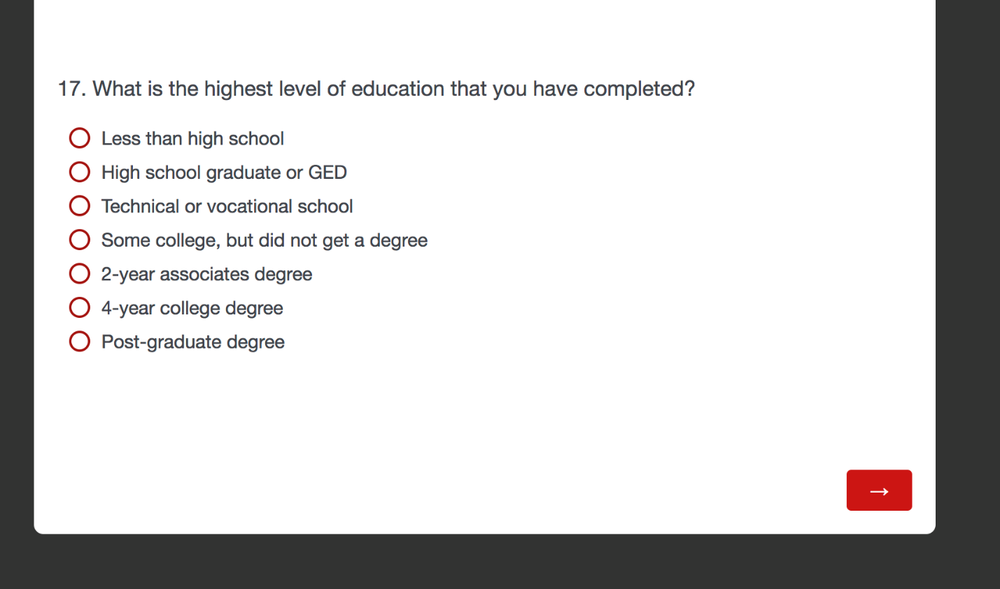 17. What is the highest level of education that you have completed?
Less than high school
High school graduate or GED
Technical or vocational school
Some college, but did not get a degree
2-year associates degree
4-year college degree
Post-graduate degree
→